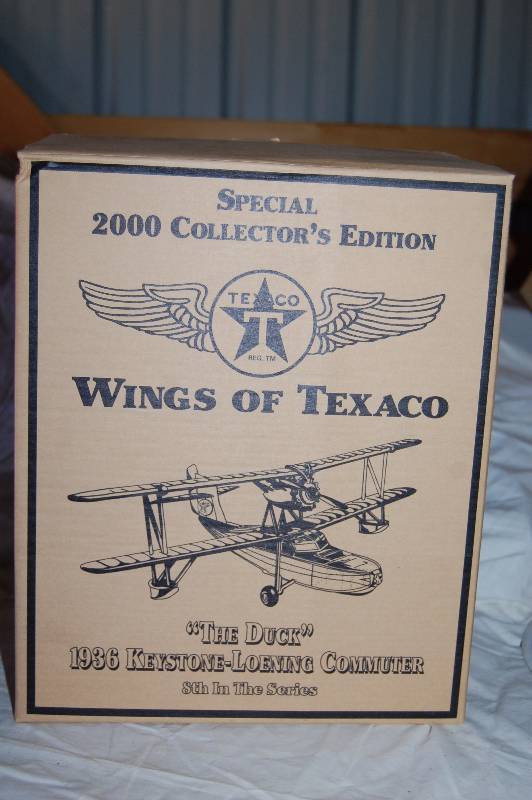 SPECIAL
2000 COLLECTOR'S EDITION
TEXACO
T
REG. TM
WINGS OF TEXACO
"THE DUCK"
1936 KEYSTONE-LOENING COMMUTER
8th In The Series